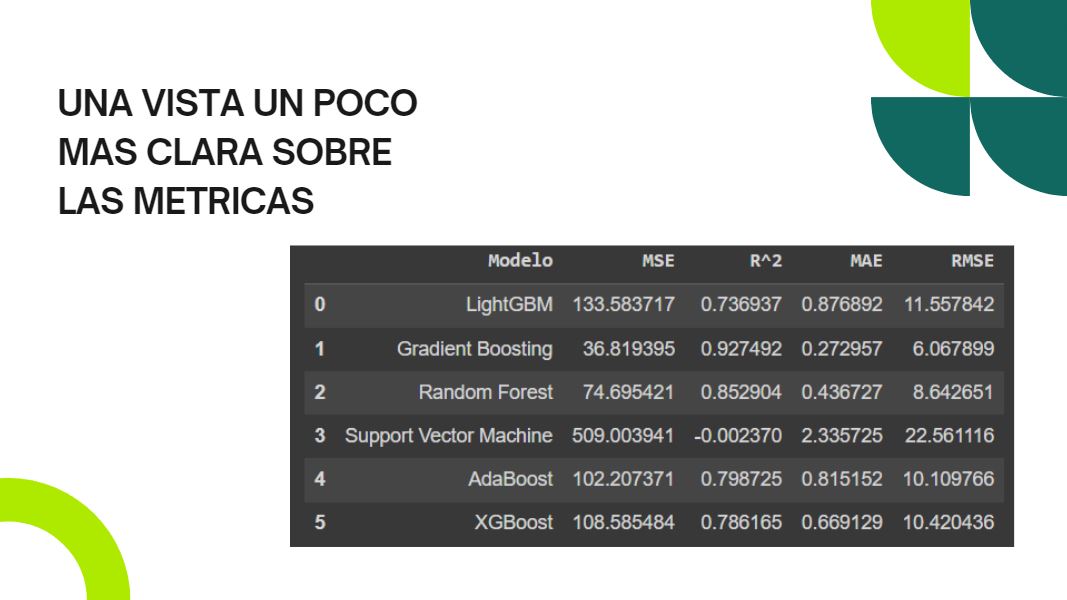 UNA VISTA UN POCO
MAS CLARA SOBRE
LAS METRICAS
Modelo MSE R^2 MAE RMSE
0 LightGBM 133.583717 0.736937 0.876892 11.557842
1 Gradient Boosting 36.819395 0.927492 0.272957 6.067899
2 Random Forest 74.695421 0.852904 0.436727 8.642651
3 Support Vector Machine 509.003941 -0.002370 2.335725 22.561116
4 AdaBoost 102.207371 0.798725 0.815152 10.109766
5 XGBoost 108.585484 0.786165 0.669129 10.420436